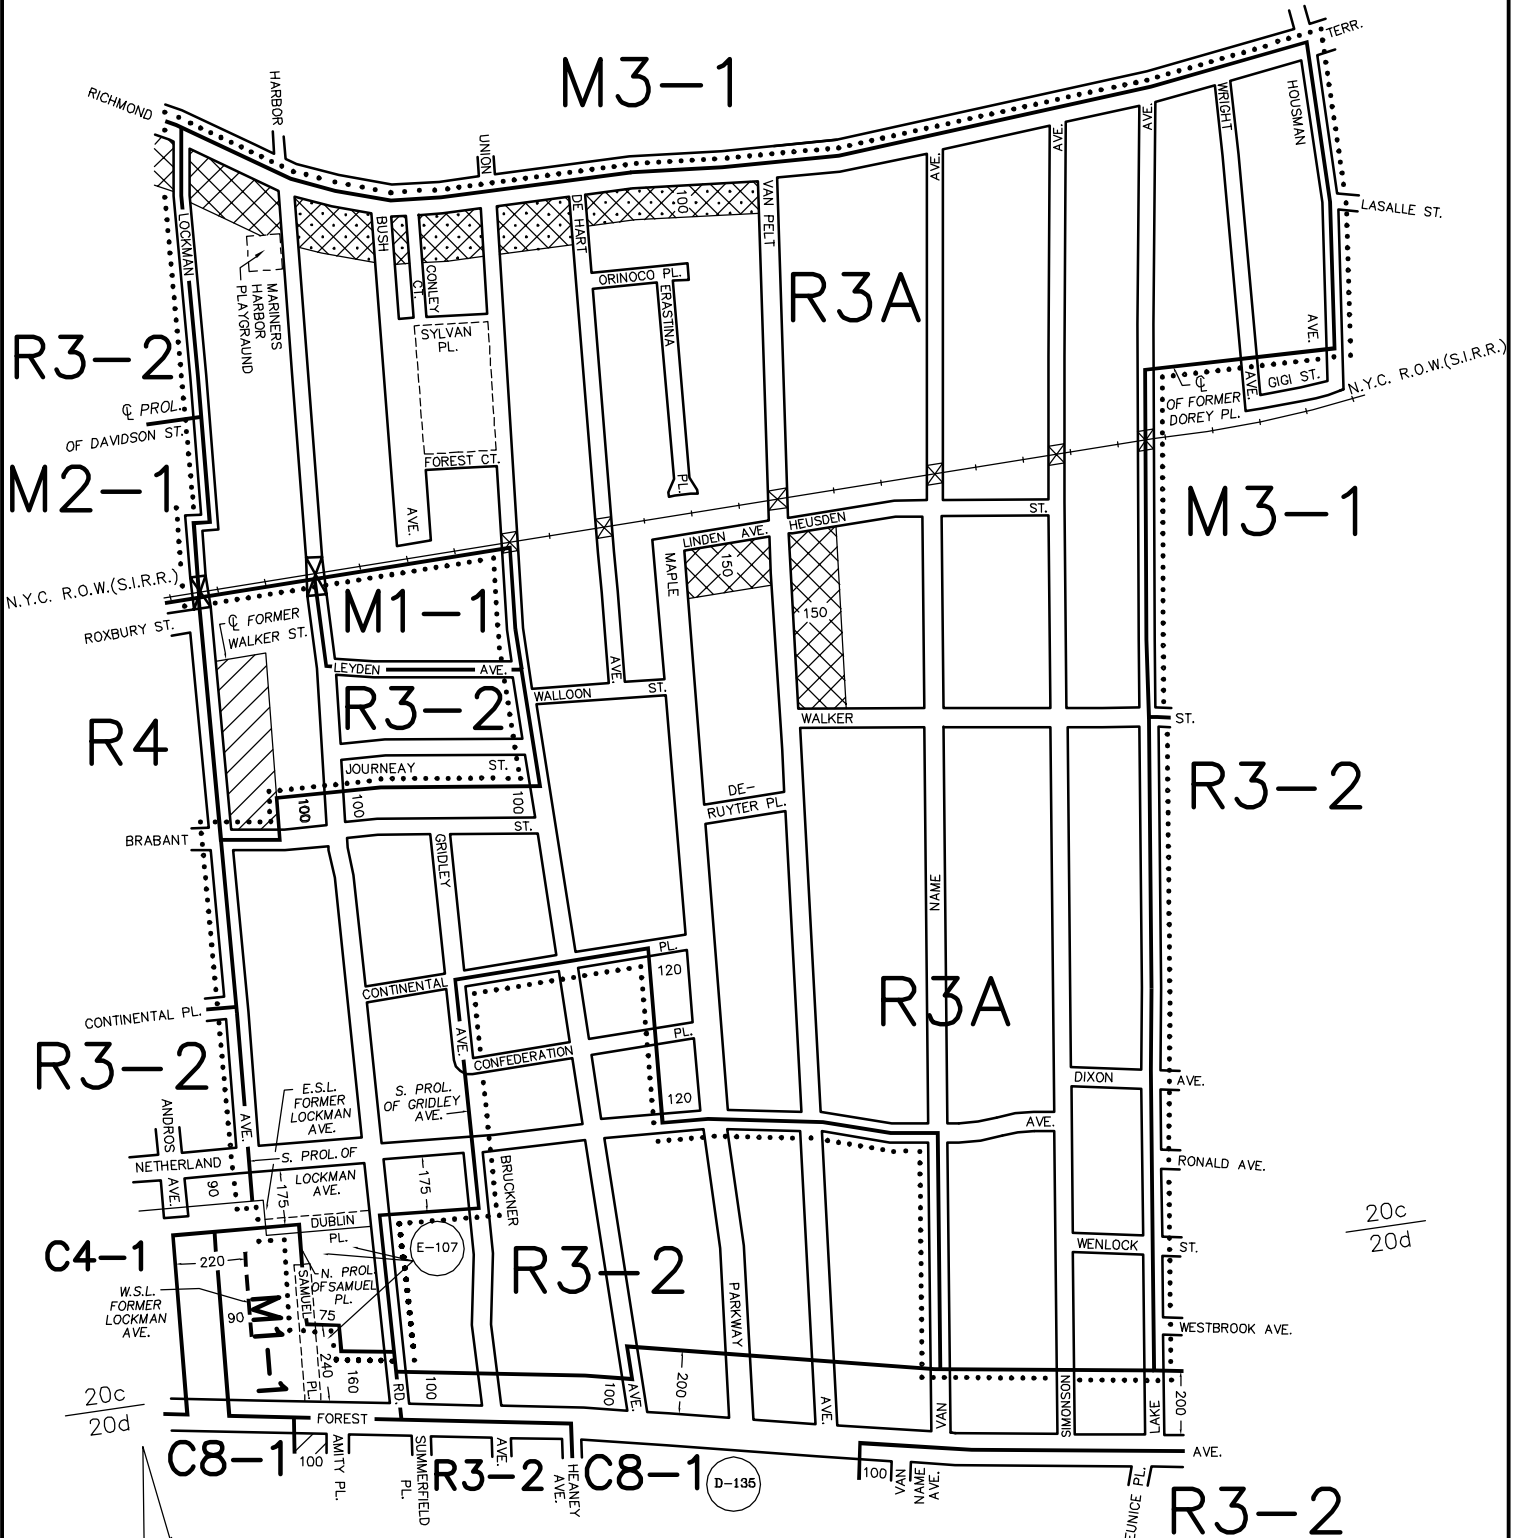 TERR.
M3-1
RICHMOND
HARBOR
UNION
AVE.
AVE.
AVE.
WRIGHT
HOUSMAN
LOCKMAN
BUSH
DE HART
100
VAN PELT
LASALLE ST.
MARINERS
HARBOR
PLAYGRAUND
CONLEY
CT.
ORINOCO PL.
ERASTINA
R3A
SYLVAN
PL.
R3-2
AVE.
N.Y.C. R.O.W.(S.I.R.R.)
GIGI ST.
AVE.
℄
OF FORMER
DOREY PL.
℄ PROL.
OF DAVIDSON ST.
M2-1
FOREST CT.
PL.
AVE.
M3-1
HEUSDEN
ST.
LINDEN AVE.
150
MAPLE
N.Y.C. R.O.W.(S.I.R.R.)
M1-1
150
℄ FORMER
WALKER ST.
ROXBURY ST.
LEYDEN AVE.
AVE.
R3-2
WALLOON ST.
WALKER
ST.
R4
JOURNEAY ST.
R3-2
DE-
RUYTER PL.
100
100
100
BRABANT
ST.
GRIDLEY
NAME
PL.
120
CONTINENTAL
R3A
CONTINENTAL PL.
AVE.
PL.
CONFEDERATION
R3-2
DIXON
AVE.
E.S.L.
FORMER
LOCKMAN
AVE.
S. PROL.
OF GRIDLEY
AVE.
120
ANDROS
AVE.
AVE.
NETHERLAND
S. PROL. OF
LOCKMAN
AVE.
RONALD AVE.
AVE.
90
175
175
BRUCKNER
DUBLIN
PL.
E-107
20c
20d
C4-1
220
WENLOCK
ST.
R3-2
N. PROL.
OF SAMUEL
PL.
W.S.L.
FORMER
LOCKMAN
AVE.
90
M1-1
SAMUEL
PL.
75
PARKWAY
WESTBROOK AVE.
240
160
RD.
100
100
AVE.
200
AVE.
VAN
SIMONSON
LAKE
200
20c
20d
FOREST
AVE.
C8-1
100
AMITY PL.
SUMMERFIELD
PL.
AVE.
R3-2
HEANEY
AVE.
C8-1
D-135
100
VAN
NAME
AVE.
EUNICE PL.
R3-2